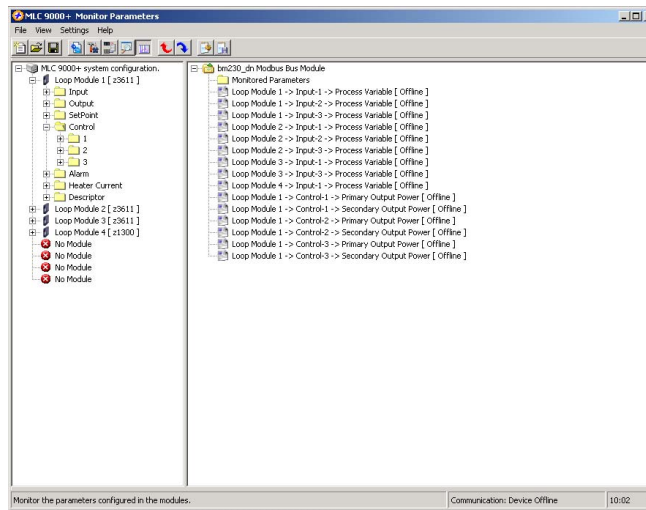 MLC 9000+ Monitor Parameters
File View Settings Help
MLC 9000+ system configuration.
Loop Module 1 [ z3611 ]
Input
Output
SetPoint
Control
1
2
3
Alarm
Heater Current
Descriptor
Loop Module 2 [ z3611 ]
Loop Module 3 [ z3611 ]
Loop Module 4 [ z1300 ]
No Module
No Module
No Module
No Module
bm230_dn Modbus Bus Module
Monitored Parameters
Loop Module 1 -> Input-1 -> Process Variable [ Offline ]
Loop Module 1 -> Input-2 -> Process Variable [ Offline ]
Loop Module 1 -> Input-3 -> Process Variable [ Offline ]
Loop Module 2 -> Input-1 -> Process Variable [ Offline ]
Loop Module 2 -> Input-2 -> Process Variable [ Offline ]
Loop Module 2 -> Input-3 -> Process Variable [ Offline ]
Loop Module 3 -> Input-1 -> Process Variable [ Offline ]
Loop Module 3 -> Input-3 -> Process Variable [ Offline ]
Loop Module 4 -> Input-1 -> Process Variable [ Offline ]
Loop Module 1 -> Control-1 -> Primary Output Power [ Offline ]
Loop Module 1 -> Control-1 -> Secondary Output Power [ Offline ]
Loop Module 1 -> Control-2 -> Primary Output Power [ Offline ]
Loop Module 1 -> Control-2 -> Secondary Output Power [ Offline ]
Loop Module 1 -> Control-3 -> Primary Output Power [ Offline ]
Loop Module 1 -> Control-3 -> Secondary Output Power [ Offline ]
Monitor the parameters configured in the modules.
Communication: Device Offline
10:02